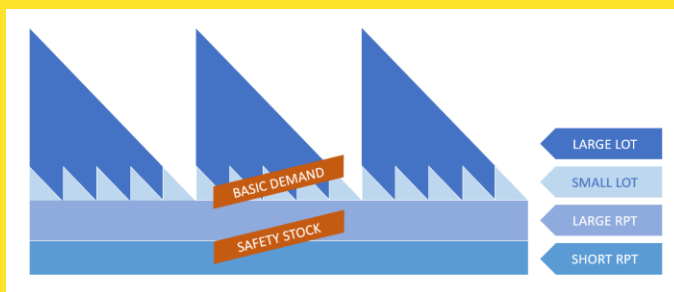 LARGE LOT
BASIC DEMAND
SMALL LOT
LARGE RPT
SAFETY STOCK
SHORT RPT